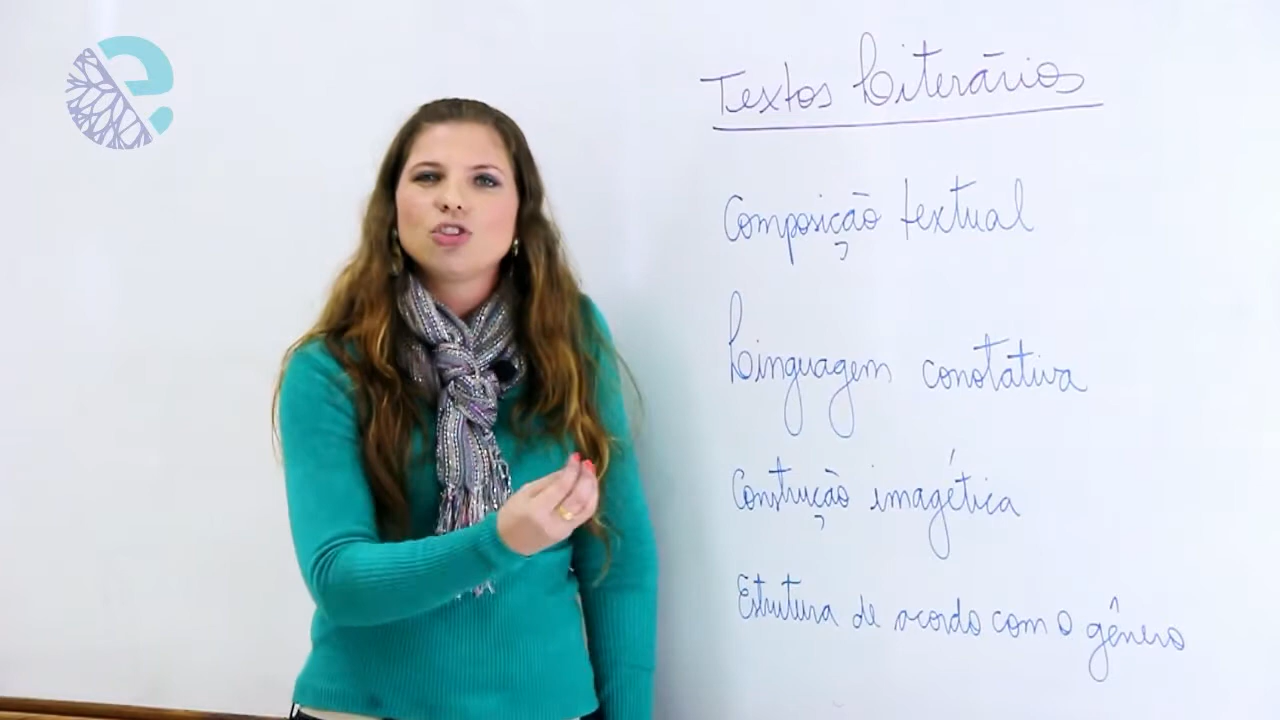 Textos Literários
Composição textual
Linguagem conotativa
Construção imagética
Estrutura de acordo com o gênero